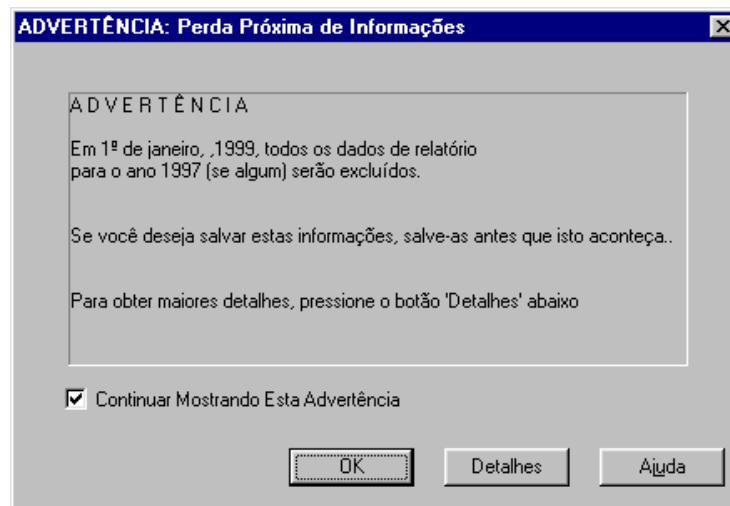 ADVERTÊNCIA: Perda Próxima de Informações
A D V E R T Ê N C I A
Em 1º de janeiro, ,1999, todos os dados de relatório
para o ano 1997 (se algum) serão excluídos.
Se você deseja salvar estas informações, salve-as antes que isto aconteça..
Para obter maiores detalhes, pressione o botão 'Detalhes' abaixo
Continuar Mostrando Esta Advertência
OK Detalhes Ajuda